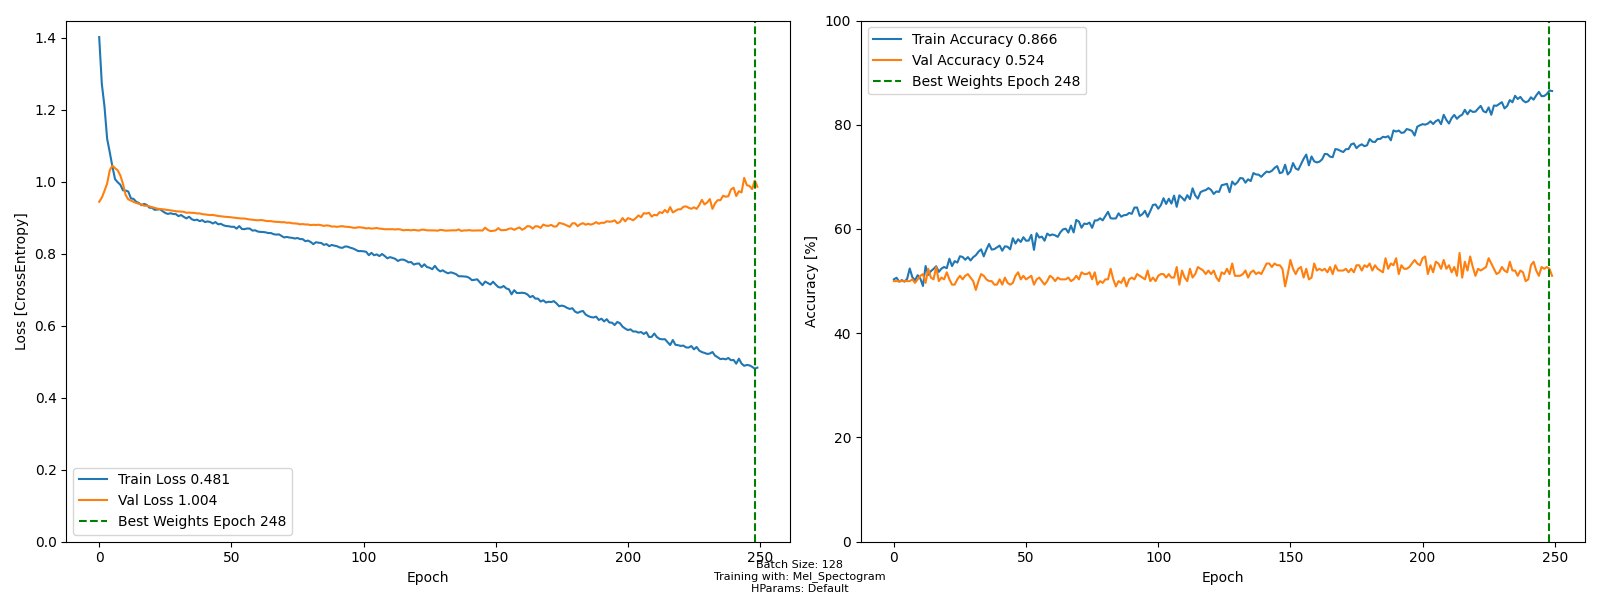 1.4
1.2
1.0
0.8
0.6
0.4
0.2
0.0
Loss [CrossEntropy]
Train Loss 0.481
Val Loss 1.004
Best Weights Epoch 248
0 50 100 150 200 250
Epoch
100
80
60
40
20
0
Accuracy [%]
Train Accuracy 0.866
Val Accuracy 0.524
Best Weights Epoch 248
0 50 100 150 200 250
Epoch
Batch Size: 128
Training with: Mel_Spectogram
HParams: Default